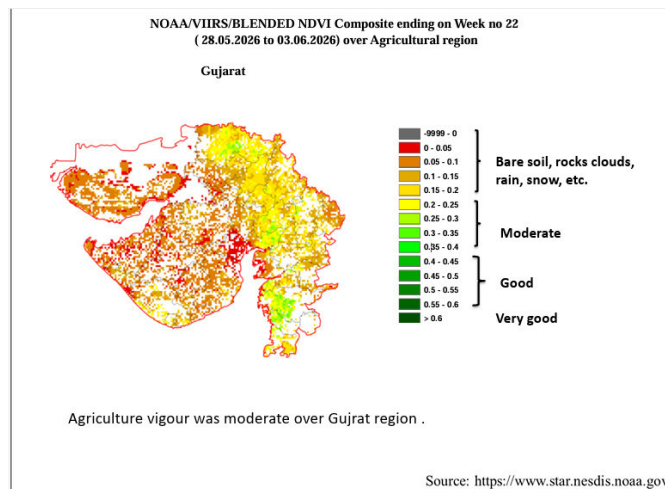 NOAA/VIIRS/BLENDED NDVI Composite ending on Week no 22
( 28.05.2026 to 03.06.2026) over Agricultural region
Gujarat
-9999 - 0
0 - 0.05
0.05 - 0.1
0.1 - 0.15
0.15 - 0.2
0.2 - 0.25
0.25 - 0.3
0.3 - 0.35
0.35 - 0.4
0.4 - 0.45
0.45 - 0.5
0.5 - 0.55
0.55 - 0.6
> 0.6
Bare soil, rocks clouds,
rain, snow, etc.
Moderate
Good
Very good
Agriculture vigour was moderate over Gujrat region .
Source: https://www.star.nesdis.noaa.gov